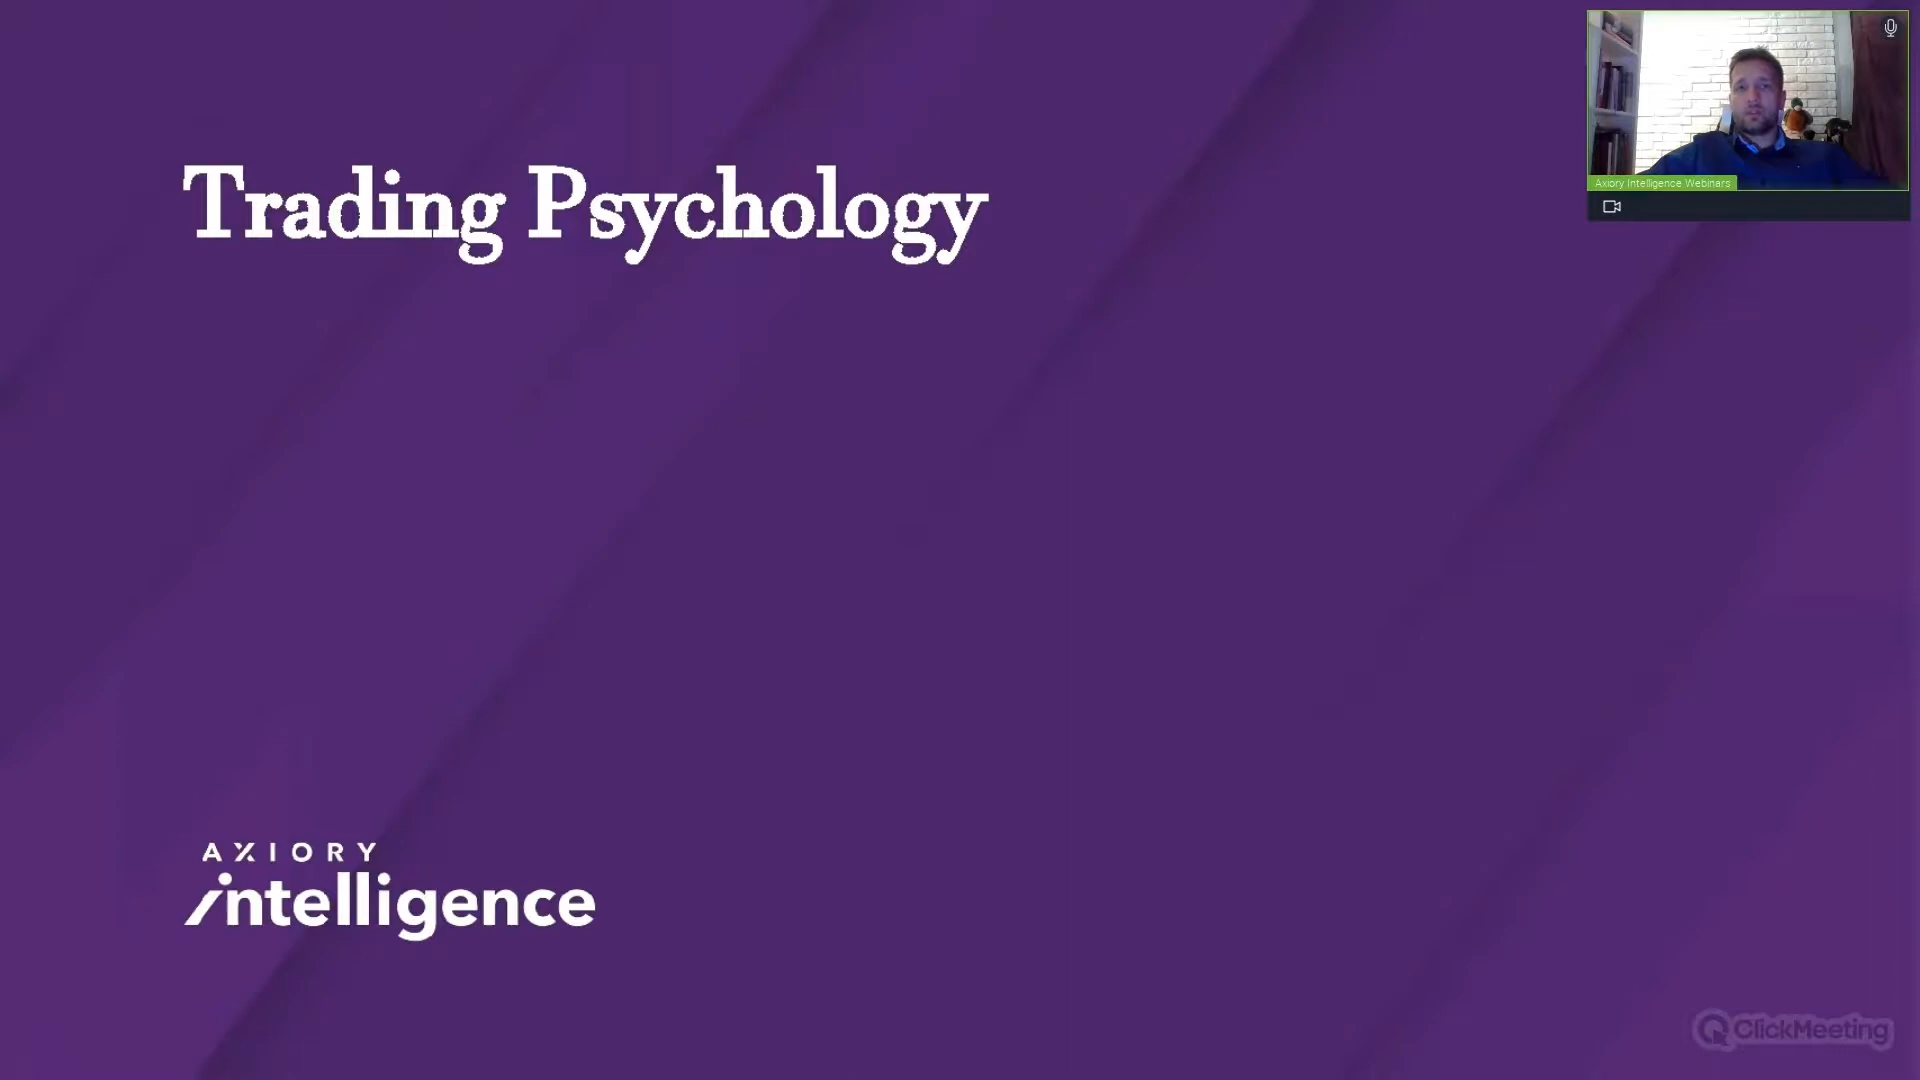 Axiory Intelligence Webinars
Trading Psychology
AXIORY
intelligence
ClickMeeting